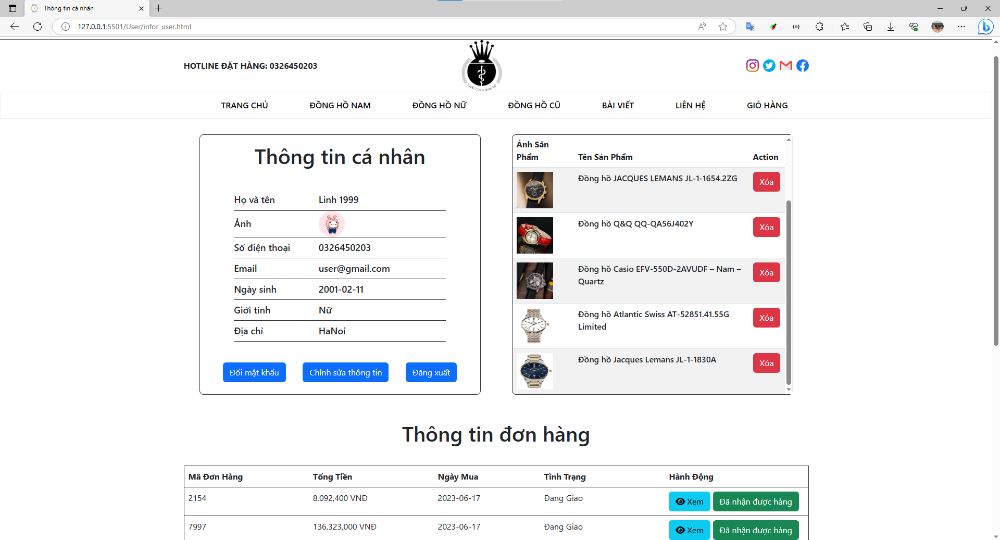 Thông tin cá nhân
127.0.0.1:5501/User/infor_user.html
HOTLINE ĐẶT HÀNG: 0326450203
CHẤT CÙNG ĐAM MÊ
TRANG CHỦ ĐỒNG HỒ NAM ĐỒNG HỒ NỮ ĐỒNG HỒ CŨ BÀI VIẾT LIÊN HỆ GIỎ HÀNG
Thông tin cá nhân
Họ và tên Linh 1999
Ảnh
Số điện thoại 0326450203
Email user@gmail.com
Ngày sinh 2001-02-11
Giới tính Nữ
Địa chỉ HaNoi
Đổi mật khẩu Chỉnh sửa thông tin Đăng xuất
Ảnh Sản
Phẩm Tên Sản Phẩm Action
Đồng hồ JACQUES LEMANS JL-1-1654.2ZG Xóa
Đồng hồ Q&Q QQ-QA56J402Y Xóa
Đồng hồ Casio EFV-550D-2AVUDF – Nam – Xóa
Quartz
Đồng hồ Atlantic Swiss AT-52851.41.55G Xóa
Limited
Đồng hồ Jacques Lemans JL-1-1830A Xóa
Thông tin đơn hàng
Mã Đơn Hàng Tổng Tiền Ngày Mua Tình Trạng Hành Động
2154 8,092,400 VNĐ 2023-06-17 Đang Giao Xem Đã nhận được hàng
7997 136,323,000 VNĐ 2023-06-17 Đang Giao Xem Đã nhận được hàng